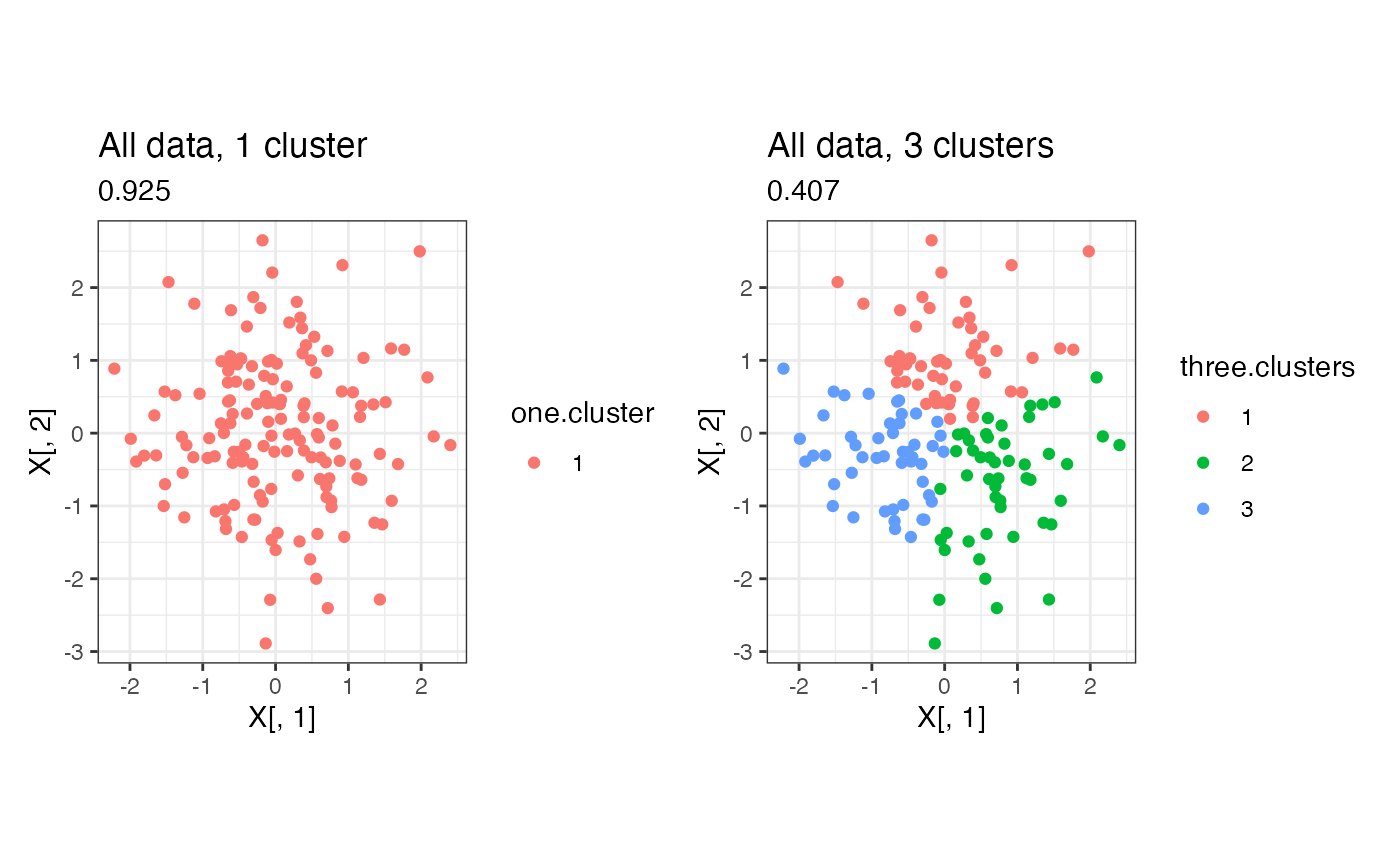 All data, 1 cluster
0.925
2
1
0
-1
-2
-3
X[, 2]
-2 -1 0 1 2
X[, 1]
one.cluster
1
All data, 3 clusters
0.407
2
1
0
-1
-2
-3
X[, 2]
-2 -1 0 1 2
X[, 1]
three.clusters
1
2
3